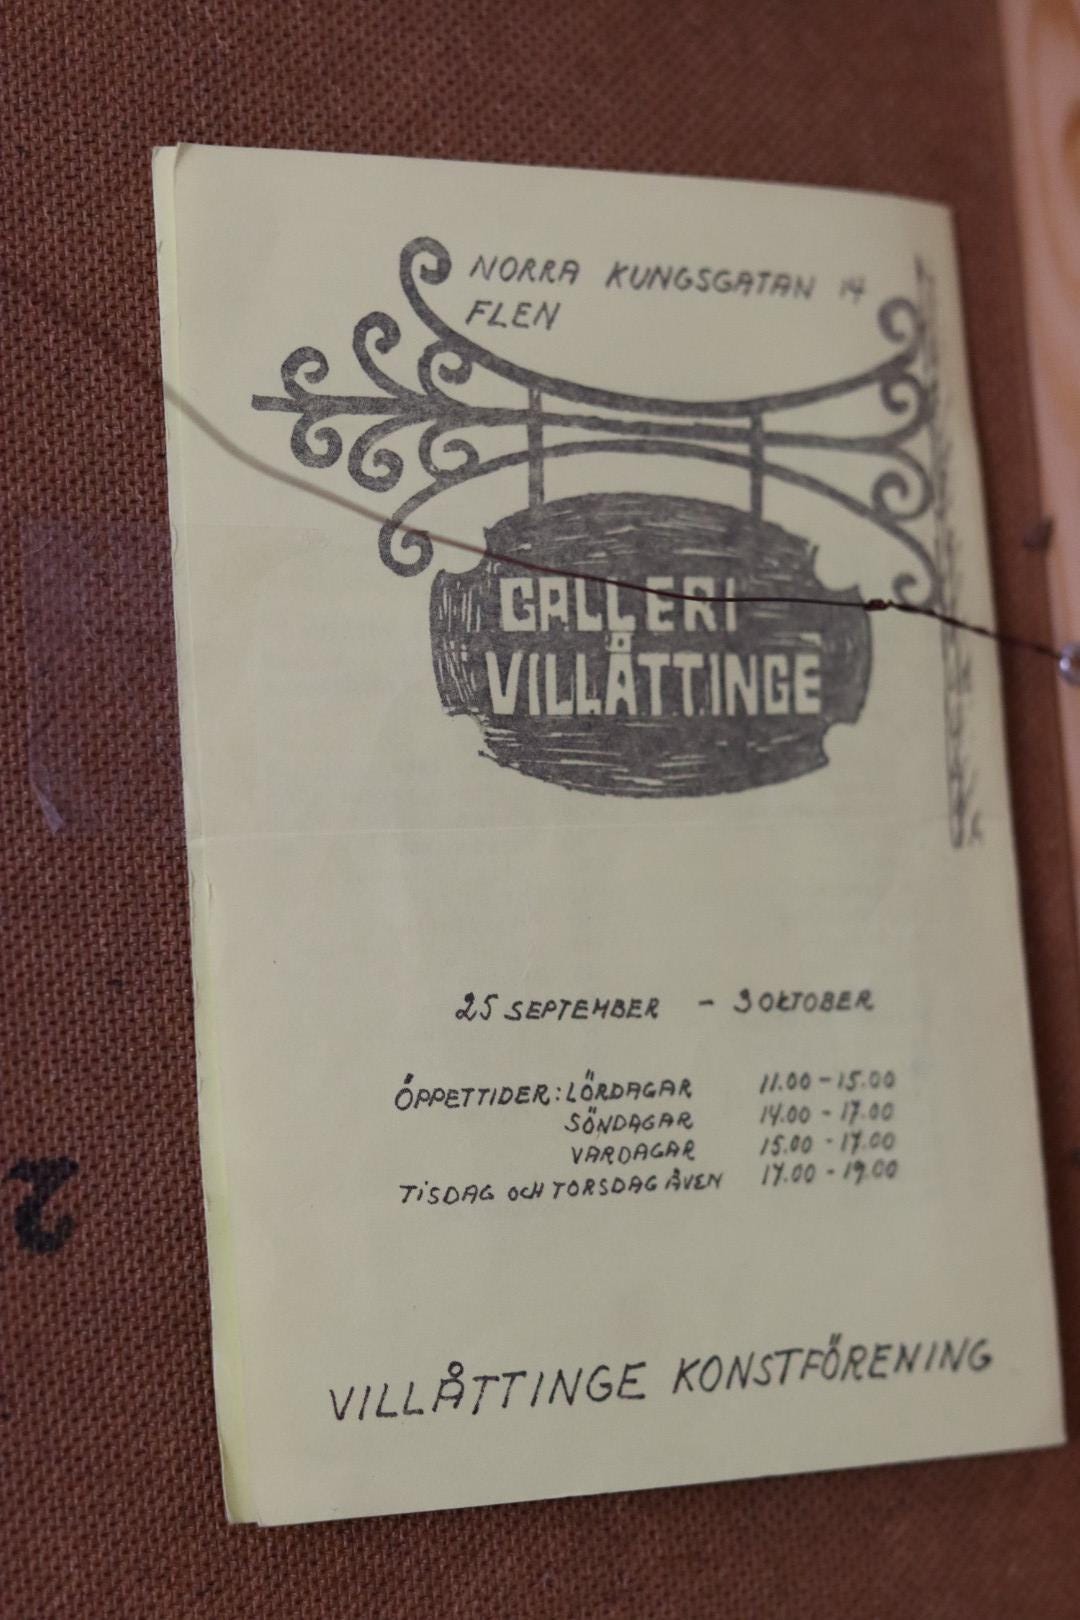 NORRA KUNGSGATAN 14
FLEN
GALLERI
VILLÅTTINGE
25 SEPTEMBER - 3 OKTOBER
ÖPPETTIDER: LÖRDAGAR 11.00 - 15.00
SÖNDAGAR 14.00 - 17.00
VARDAGAR 15.00 - 17.00
TISDAG OCH TORSDAG ÄVEN 17.00 - 19.00
VILLÅTTINGE KONSTFÖRENING
2